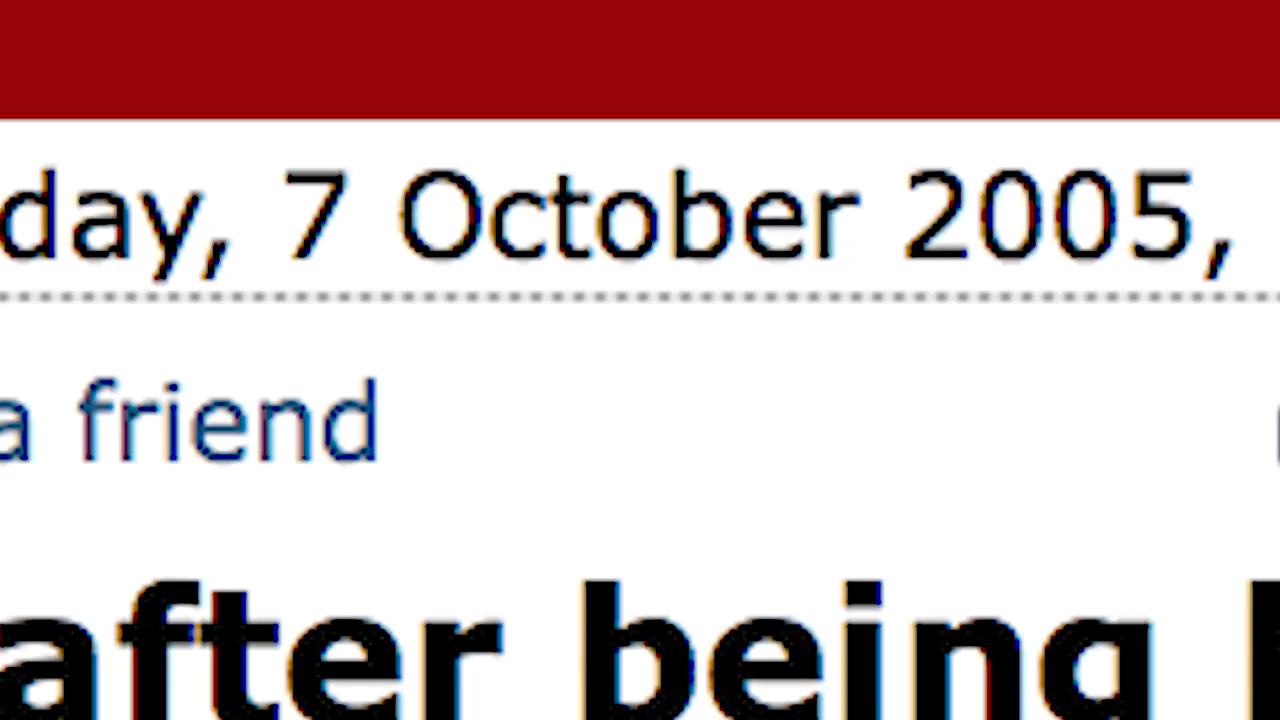 day, 7 October 2005,
a friend
after being